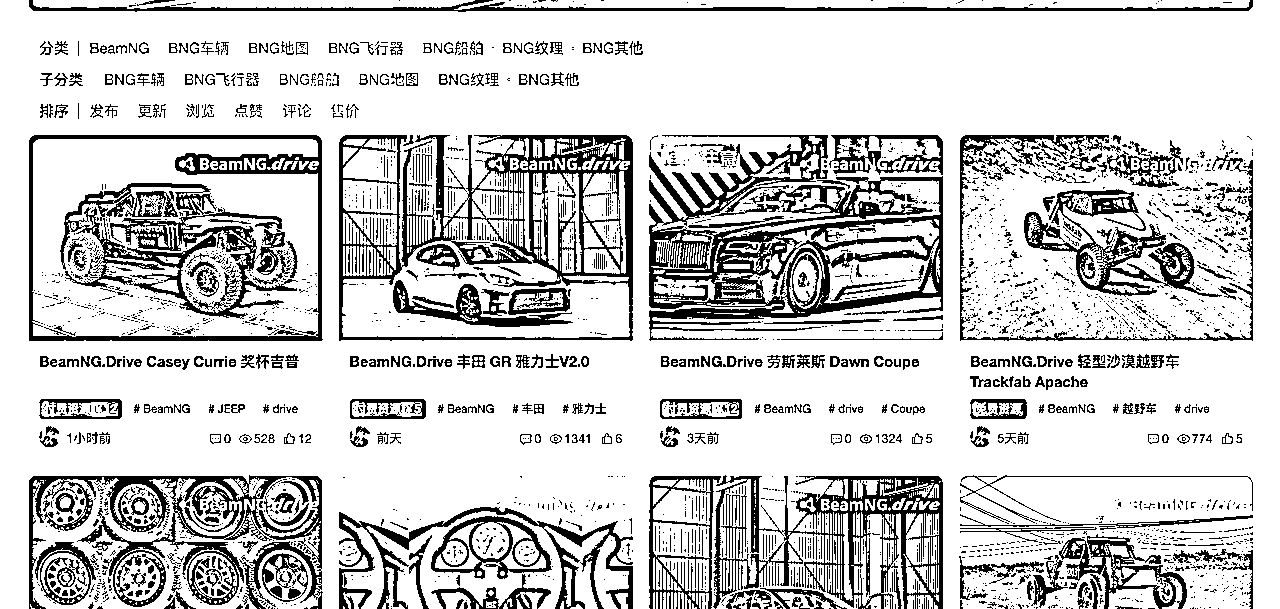 分类 | BeamNG BNG车辆 BNG地图 BNG飞行器 BNG船舶 · BNG纹理 · BNG其他
子分类 BNG车辆 BNG飞行器 BNG船舶 BNG地图 BNG纹理 · BNG其他
排序 | 发布 更新 浏览 点赞 评论 售价
BeamNG.drive
BeamNG.drive
BeamNG.drive
BeamNG.drive
BeamNG.Drive Casey Currie 奖杯吉普
BeamNG.Drive 丰田 GR 雅力士V2.0
BeamNG.Drive 劳斯莱斯 Dawn Coupe
BeamNG.Drive 轻型沙漠越野车
Trackfab Apache
# BeamNG # JEEP # drive
# BeamNG # 丰田 # 雅力士
# BeamNG # drive # Coupe
# BeamNG # 越野车 # drive
1小时前 0 528 12
前天 0 1341 6
3天前 0 1324 5
5天前 0 774 5
BeamNG.drive
BeamNG.drive
BeamNG.drive
BeamNG.drive